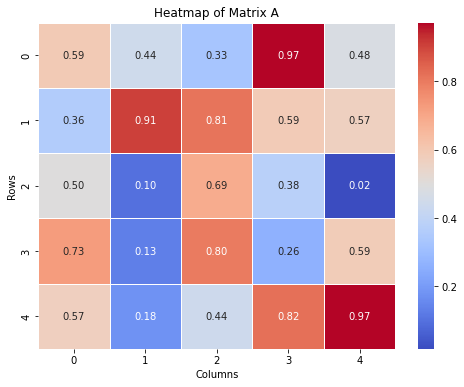 Heatmap of Matrix A
0 0.59 0.44 0.33 0.97 0.48
1 0.36 0.91 0.81 0.59 0.57
2 0.50 0.10 0.69 0.38 0.02
3 0.73 0.13 0.80 0.26 0.59
4 0.57 0.18 0.44 0.82 0.97
0 1 2 3 4
Rows
Columns
0.8
0.6
0.4
0.2